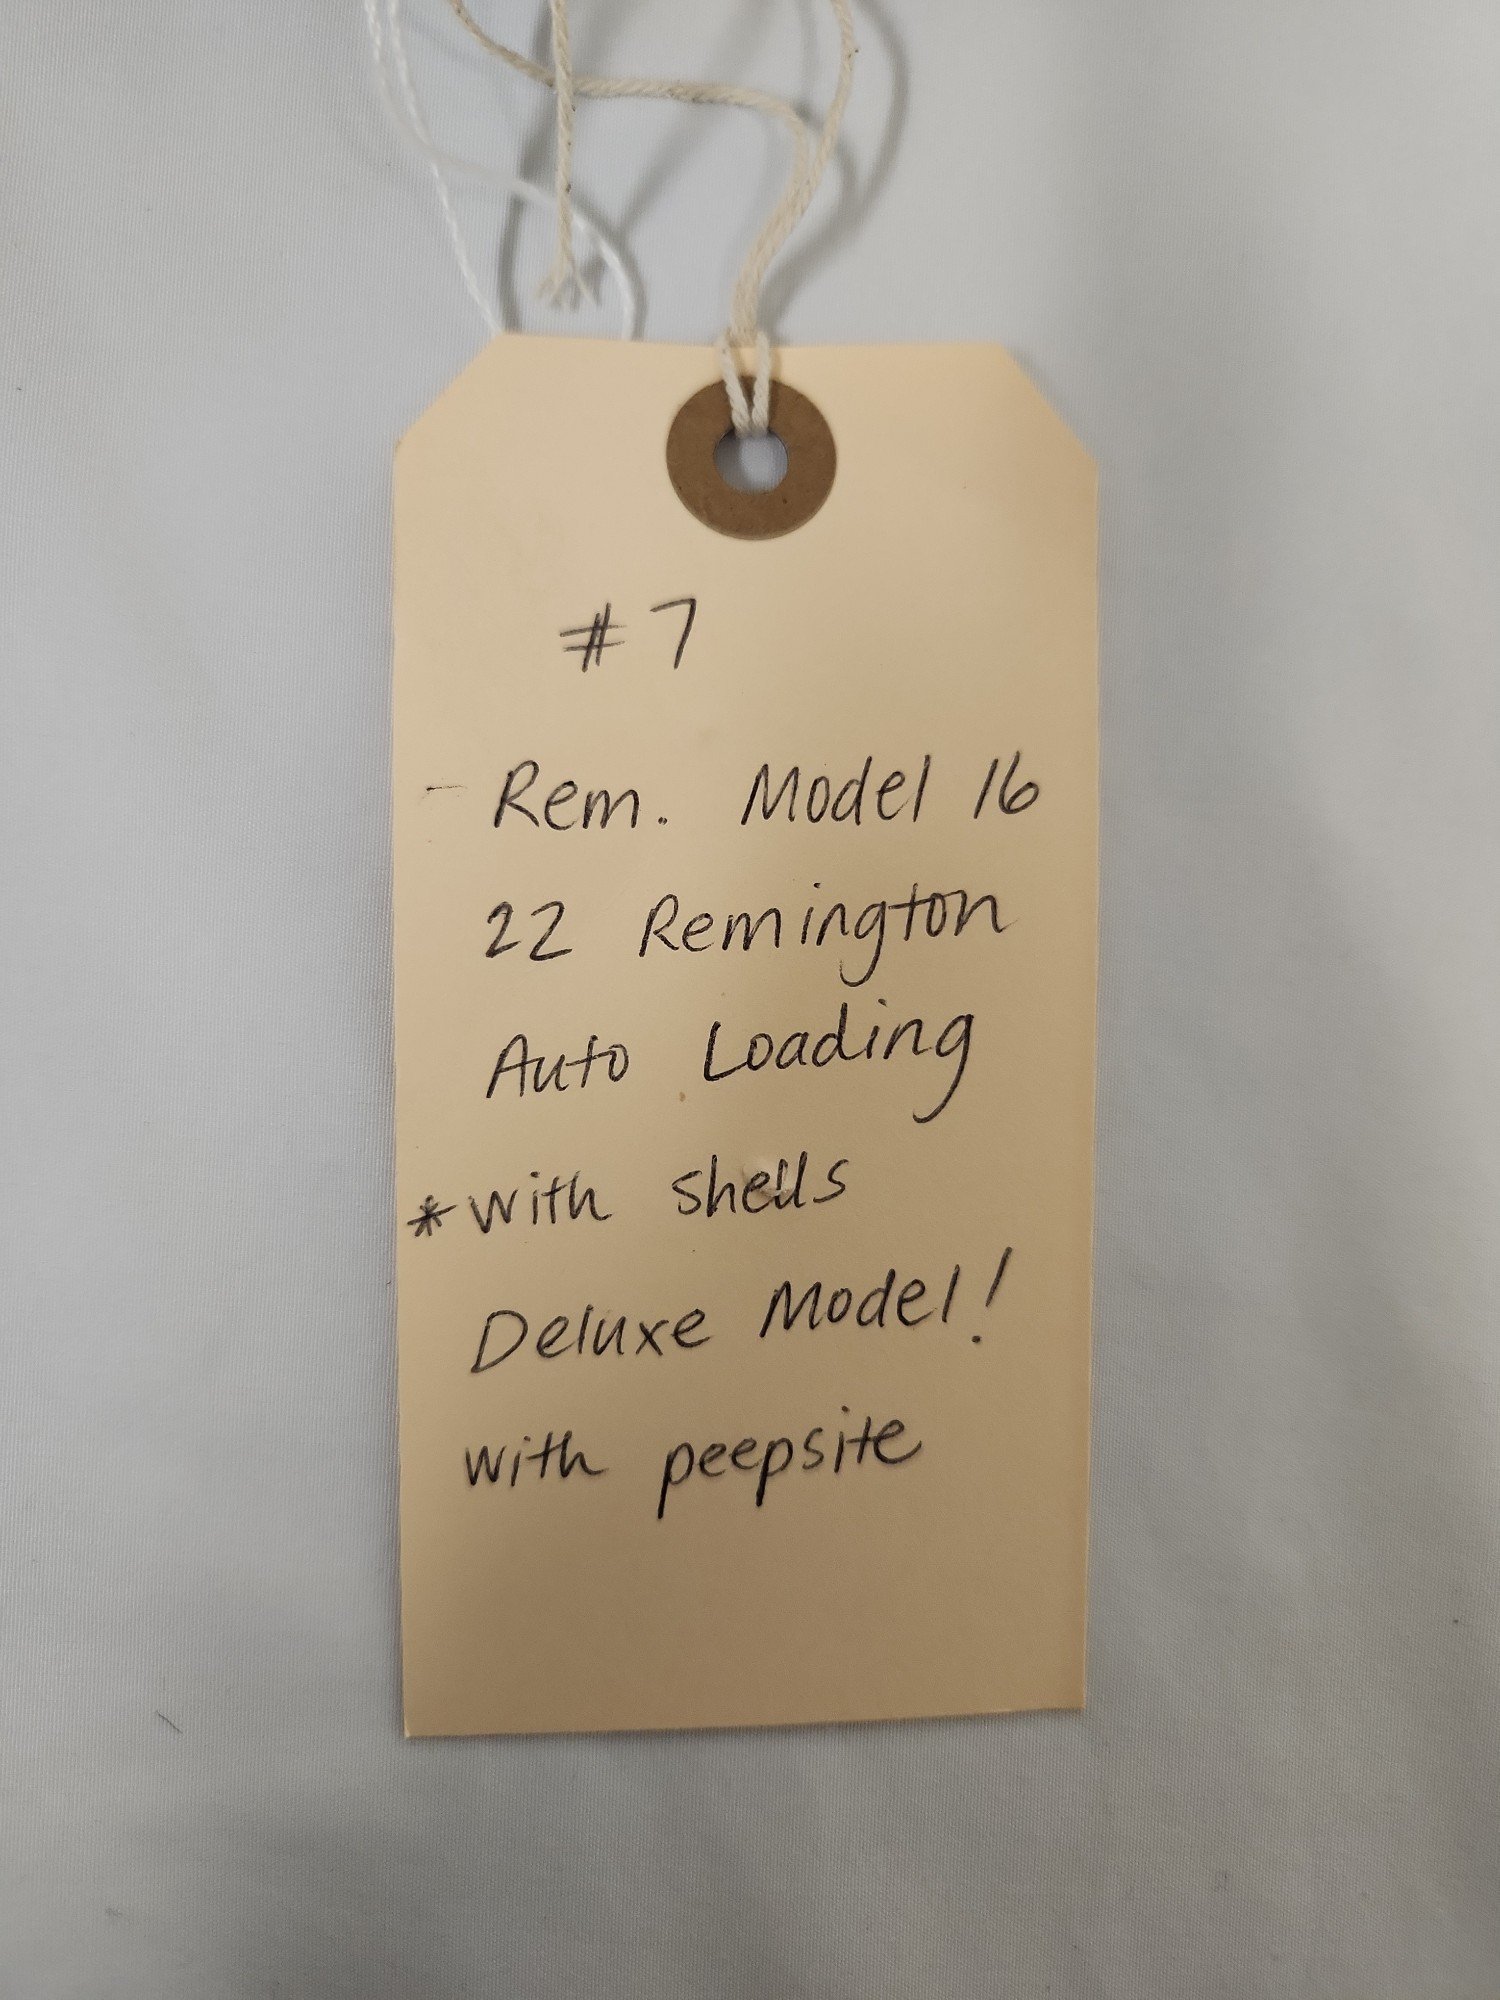 #7
- Rem. Model 16
22 Remington
Auto Loading
*with shells
Deluxe Model!
with peepsite